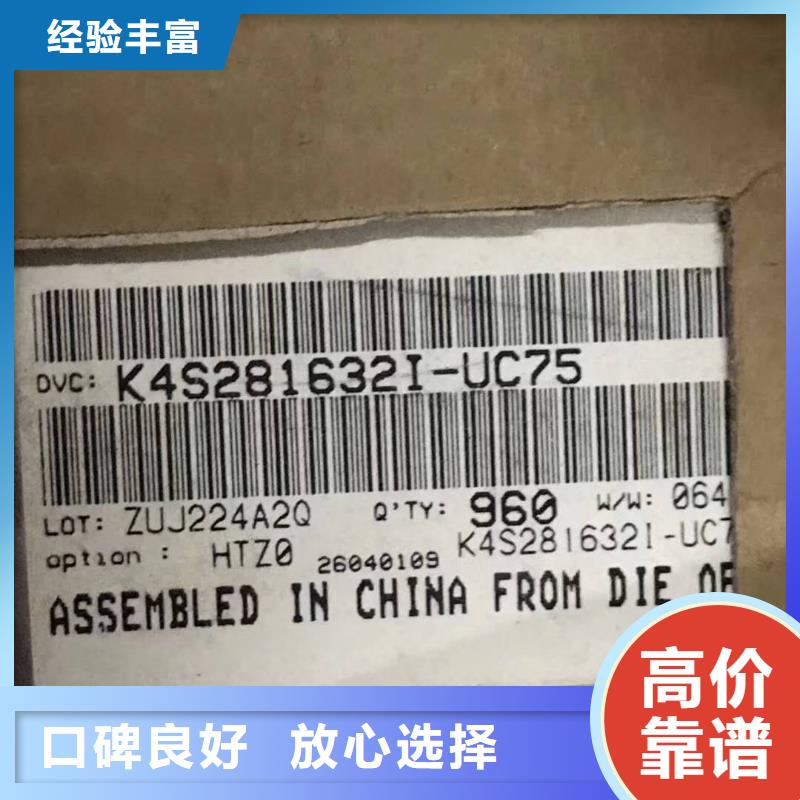 经验丰富
DVC: K4S281632I-UC75
LOT: ZUJ224A2Q Q'TY: 960 W/W: 064
option : HTZ0 26040109 K4S281632I-UC7
ASSEMBLED IN CHINA FROM DIE OF
高价
靠谱
口碑良好 放心选择